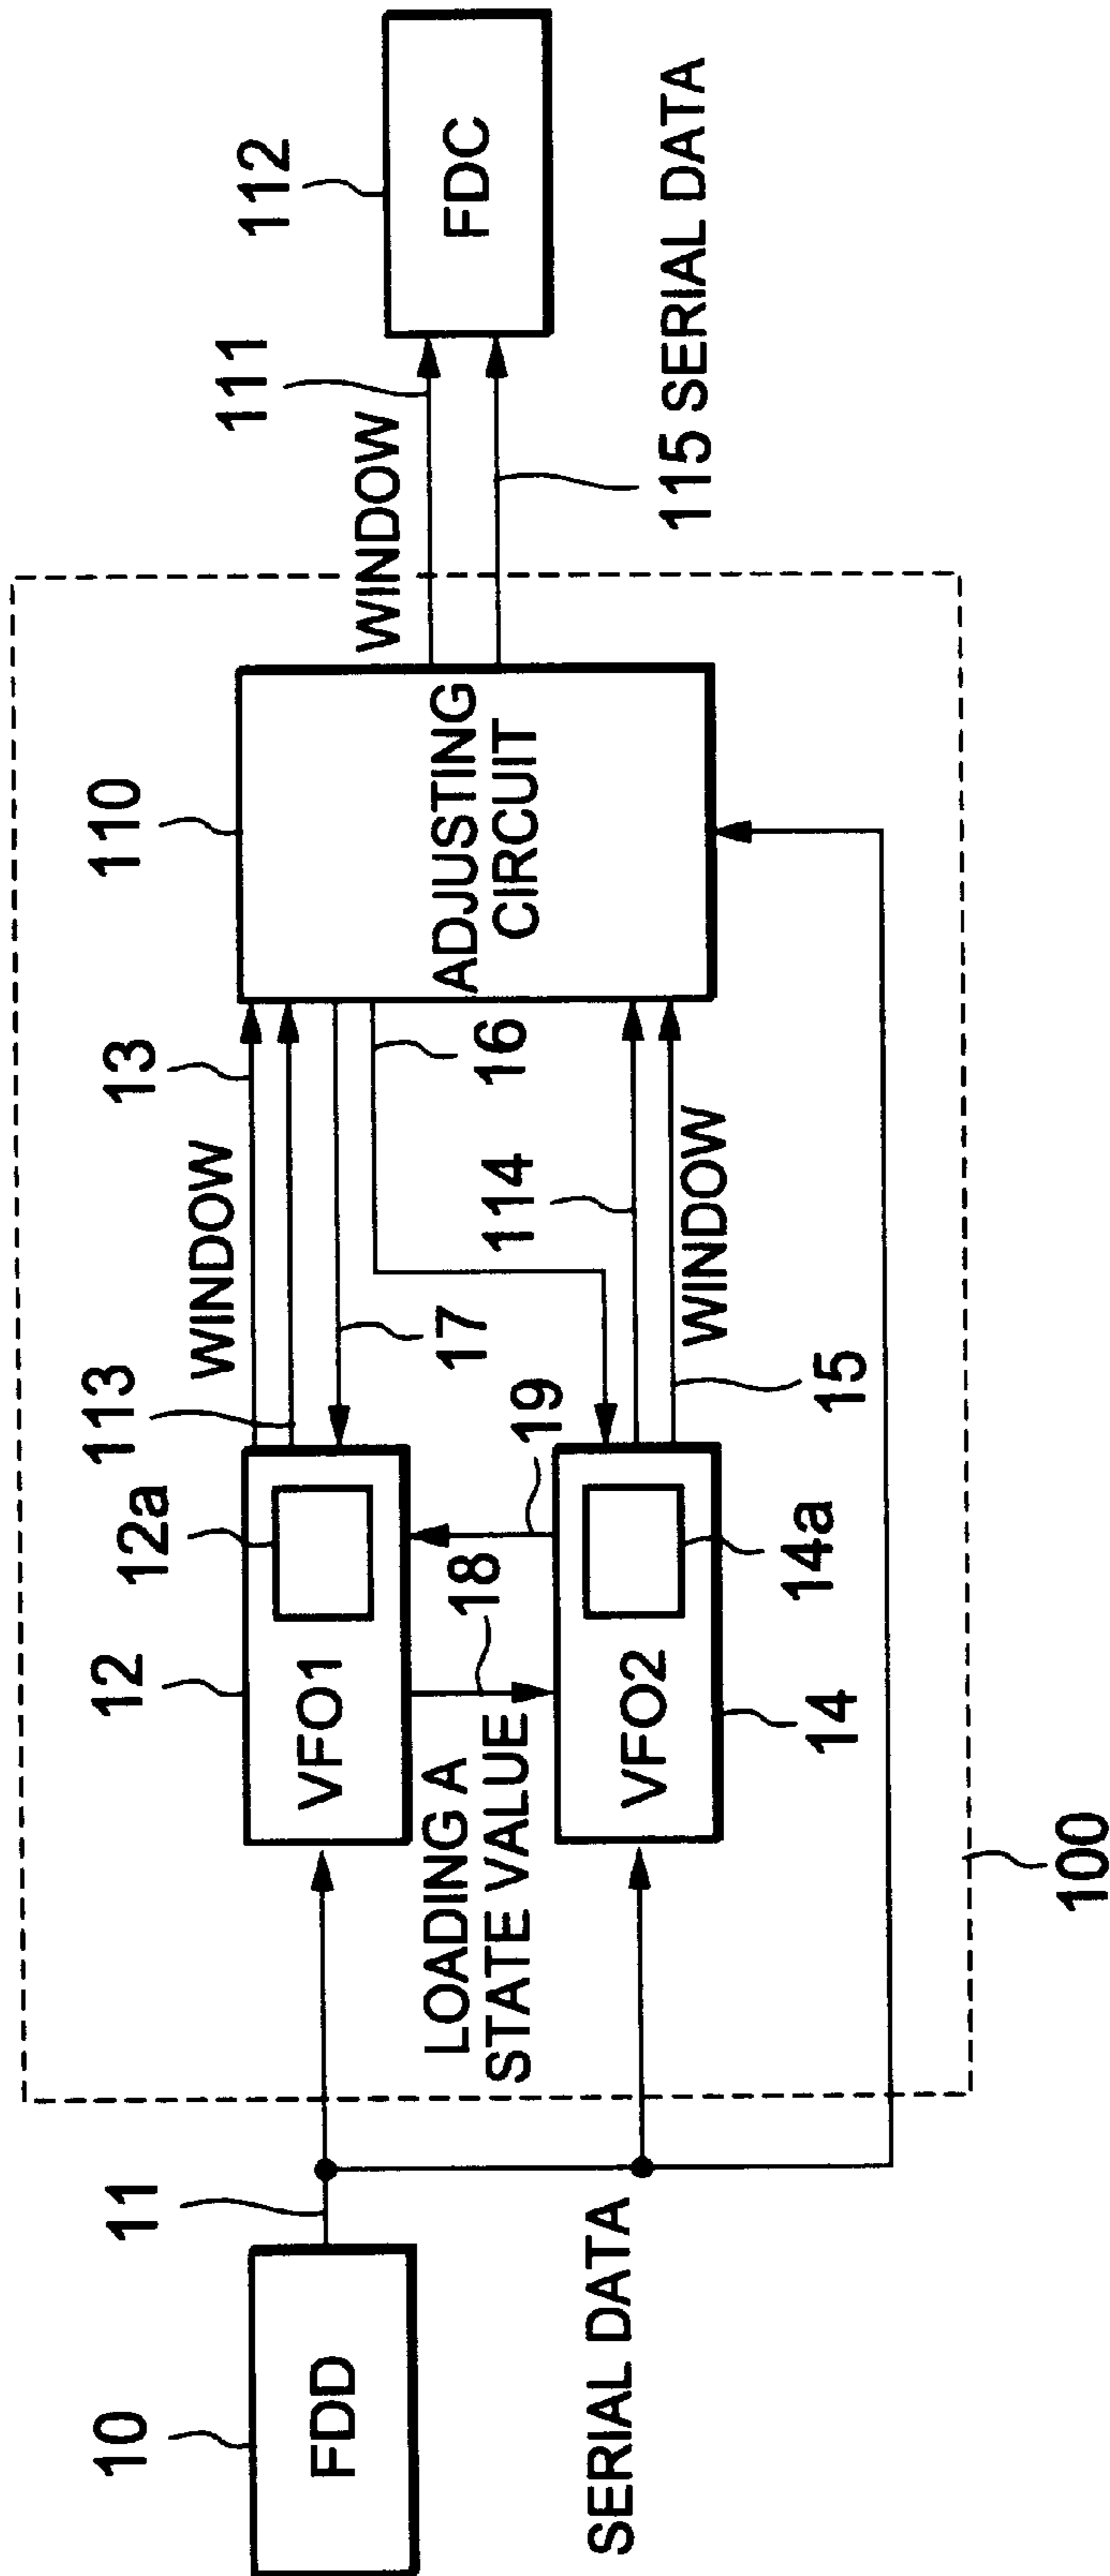 10
FDD
11
SERIAL DATA
12
VFO1
12a
LOADING A
STATE VALUE
18
19
VFO2
14a
14
113
WINDOW
13
17
16
114
WINDOW
15
110
ADJUSTING
CIRCUIT
100
WINDOW
111
115 SERIAL DATA
112
FDC